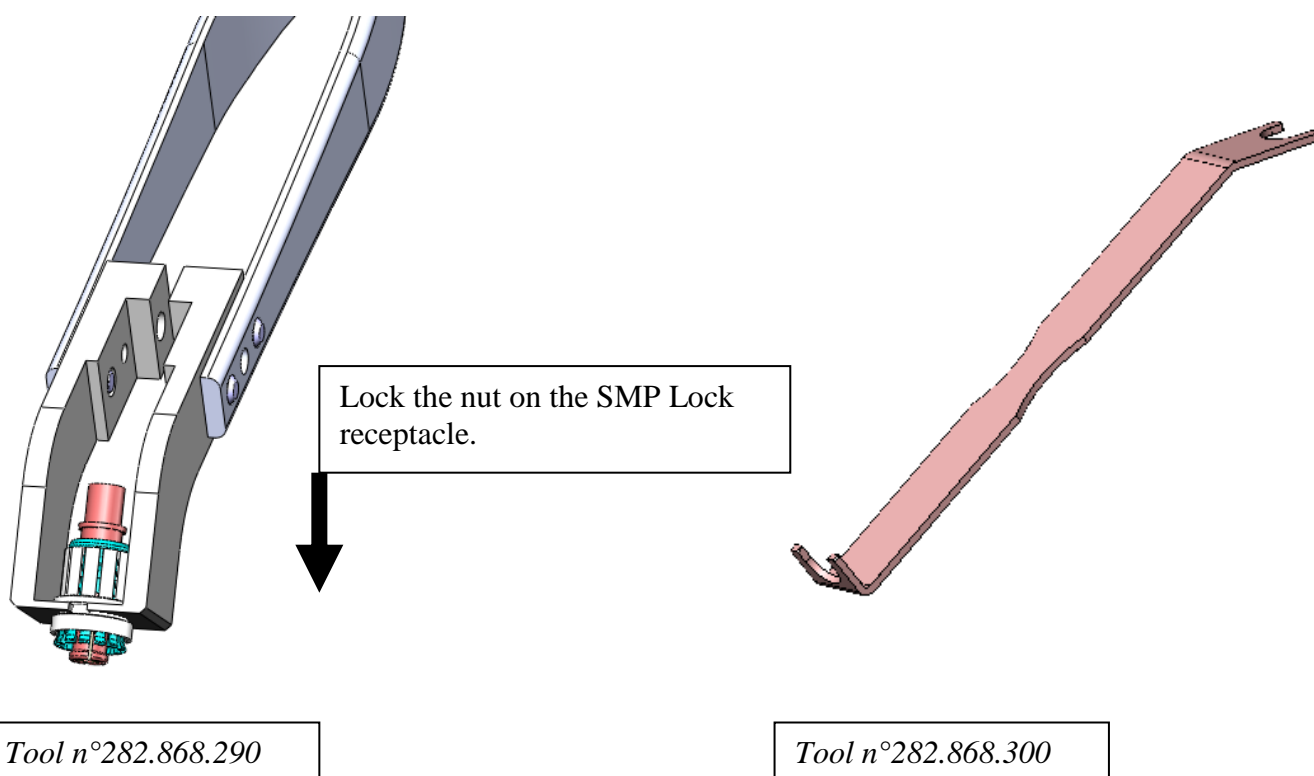 Lock the nut on the SMP Lock
receptacle.
Tool n°282.868.290
Tool n°282.868.300